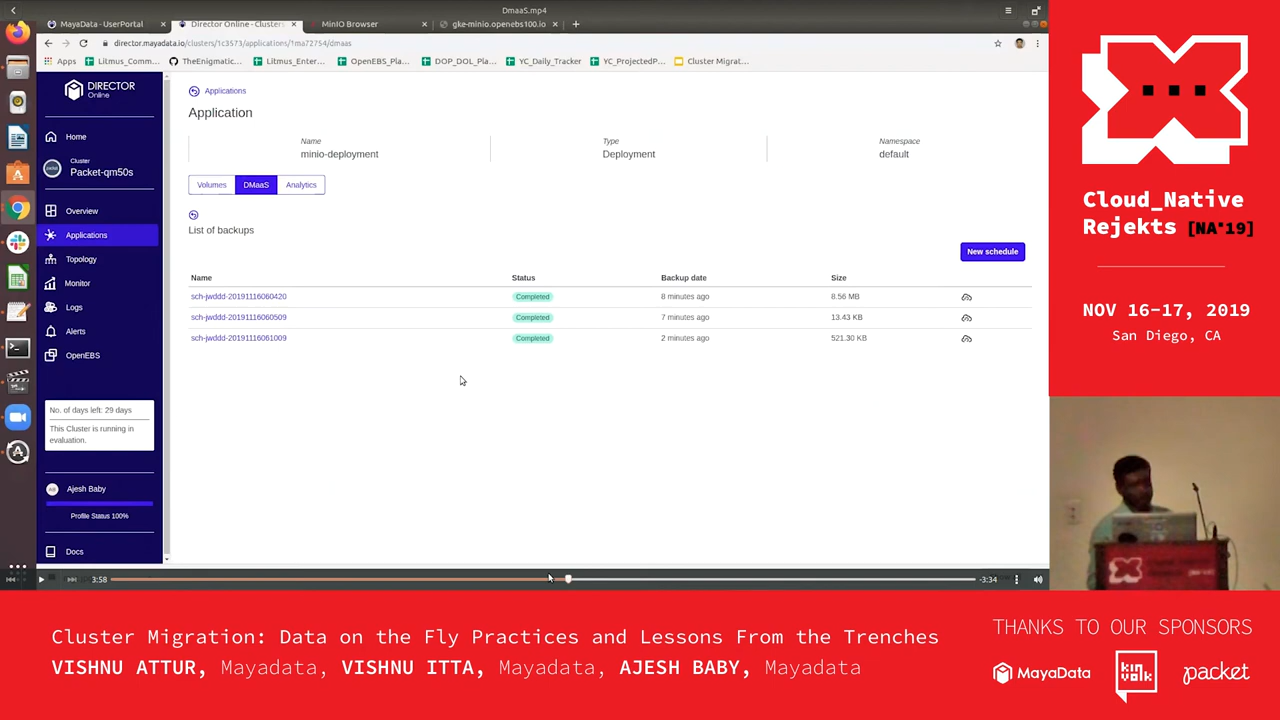 DmaaS.mp4
MayaData - UserPortal
Director Online - Cluster
MinIO Browser
gke-minio.openebs100.io
director.mayadata.io/clusters/1c3573/applications/1ma72754/dmaas
Apps
Litmus_Comm...
TheEnigmatic...
Litmus_Enter...
OpenEBS_Pla...
DOP_DOL_Pla...
YC_Daily_Tracker
YC_ProjectedP...
Cluster Migrat...
DIRECTOR
Online
Home
Cluster
Packet-qm50s
Overview
Applications
Topology
Monitor
Logs
Alerts
OpenEBS
No. of days left: 29 days
This Cluster is running in
evaluation.
Ajesh Baby
Profile Status 100%
Docs
Applications
Application
Name
minio-deployment
Type
Deployment
Namespace
default
Volumes
DMaaS
Analytics
List of backups
New schedule
Name Status Backup date Size
sch-jwddd-20191116060420 Completed 8 minutes ago 8.56 MB
sch-jwddd-20191116060509 Completed 7 minutes ago 13.43 KB
sch-jwddd-20191116061009 Completed 2 minutes ago 521.30 KB
3:58
-3:34
Cloud_Native
Rejekts [NA'19]
NOV 16-17, 2019
San Diego, CA
Cluster Migration: Data on the Fly Practices and Lessons From the Trenches
VISHNU ATTUR, Mayadata, VISHNU ITTA, Mayadata, AJESH BABY, Mayadata
THANKS TO OUR SPONSORS
MayaData
kinvolk
packet